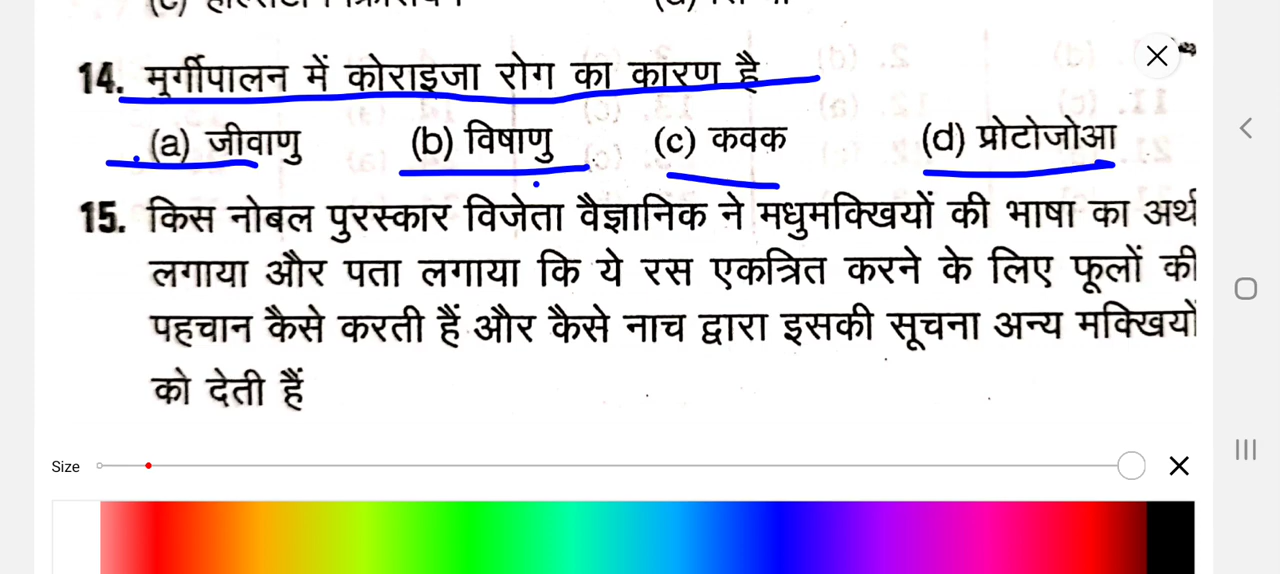 14. मुर्गीपालन में कोराइजा रोग का कारण है
(a) जीवाणु (b) विषाणु (c) कवक (d) प्रोटोजोआ
15. किस नोबल पुरस्कार विजेता वैज्ञानिक ने मधुमक्खियों की भाषा का अर्थ
लगाया और पता लगाया कि ये रस एकत्रित करने के लिए फूलों की
पहचान कैसे करती हैं और कैसे नाच द्वारा इसकी सूचना अन्य मक्खियों
को देती हैं
Size